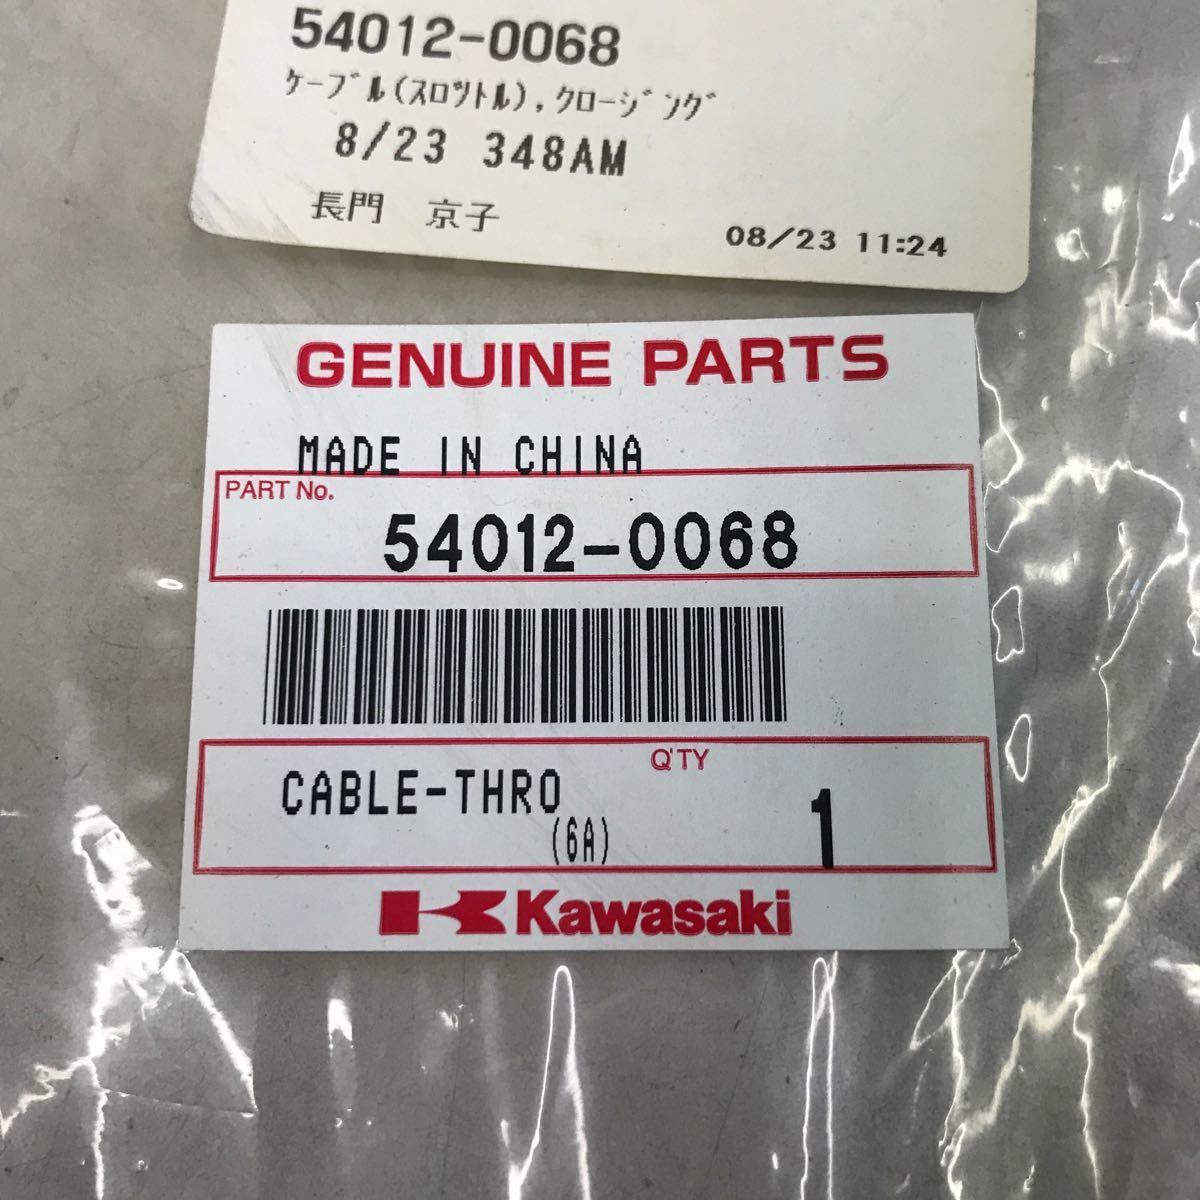 54012-0068
ケーブル(スロツトル),クロージング
8/23 348AM
長門 京子
08/23 11:24
GENUINE PARTS
MADE IN CHINA
PART No.
54012-0068
Q'TY
CABLE-THRO
(6A)
1
Kawasaki